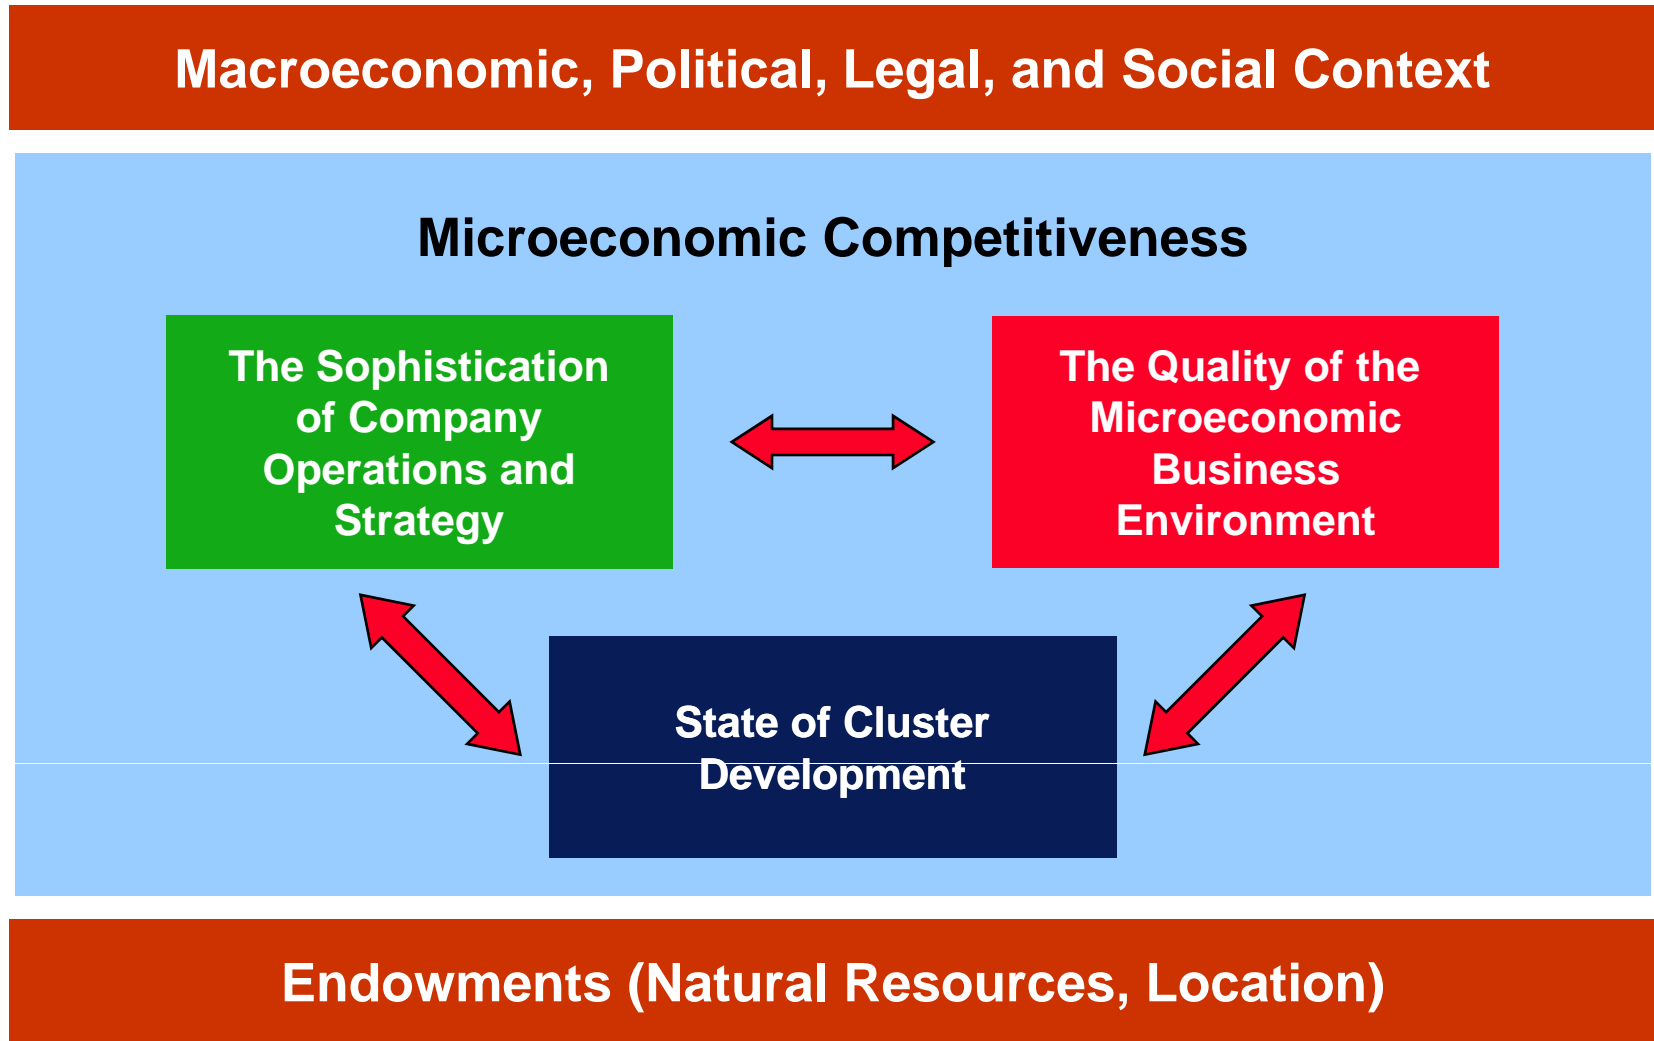 Macroeconomic, Political, Legal, and Social Context
Microeconomic Competitiveness
The Sophistication
of Company
Operations and
Strategy
The Quality of the
Microeconomic
Business
Environment
State of Cluster
Development
Endowments (Natural Resources, Location)